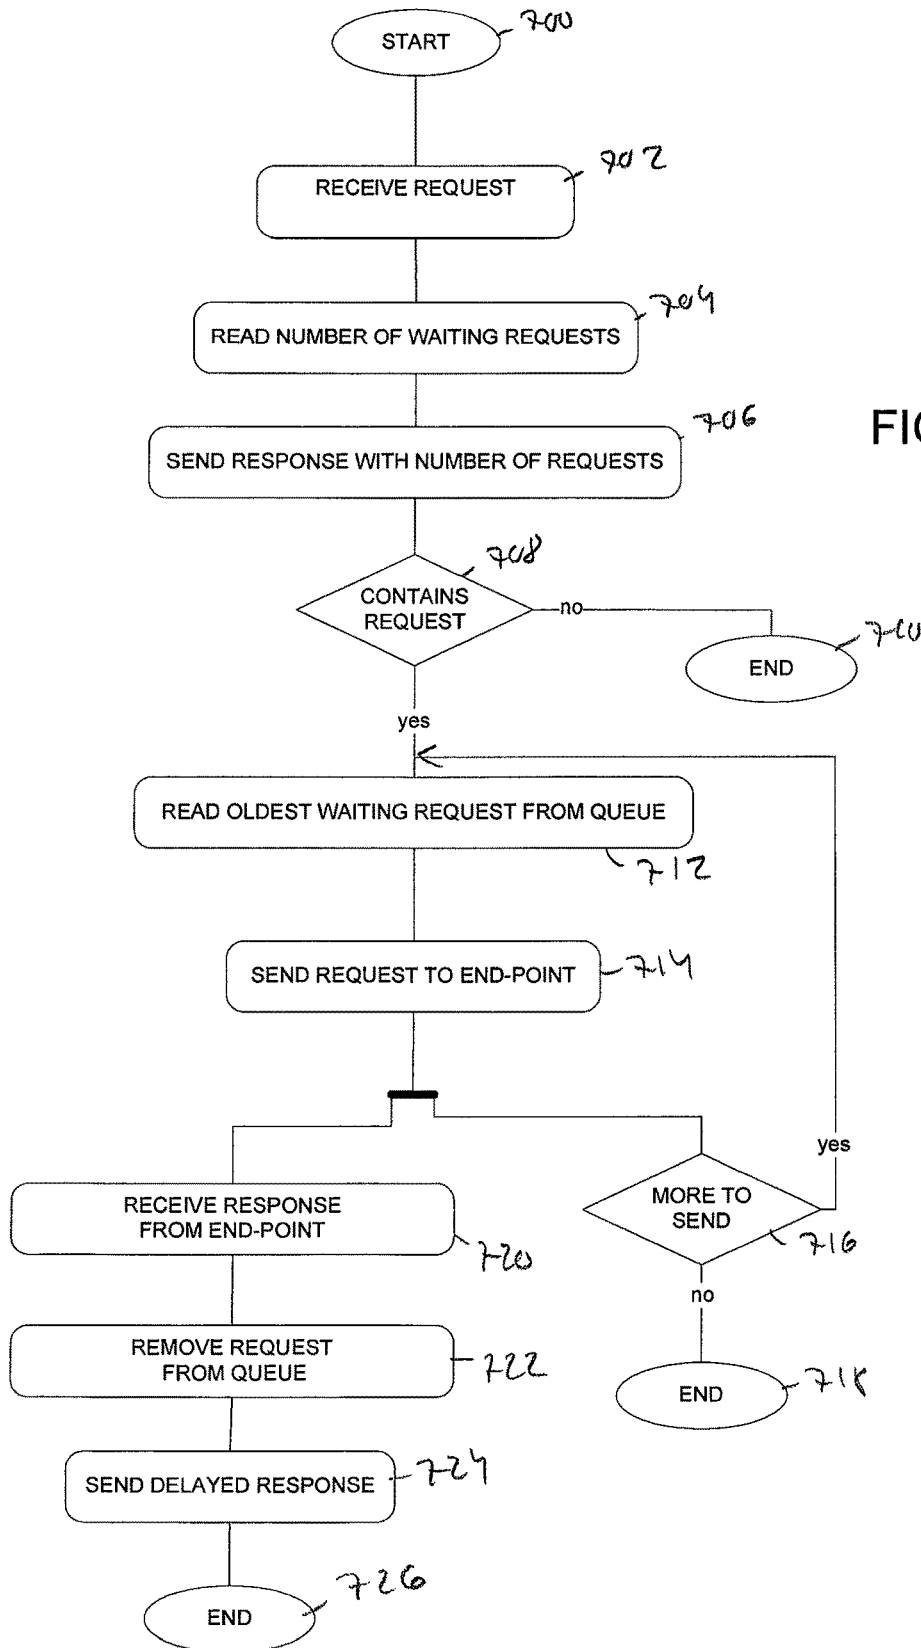 START
700
RECEIVE REQUEST
702
READ NUMBER OF WAITING REQUESTS
704
SEND RESPONSE WITH NUMBER OF REQUESTS
706
FIG
CONTAINS
REQUEST
708
no
END
710
yes
READ OLDEST WAITING REQUEST FROM QUEUE
712
SEND REQUEST TO END-POINT
714
yes
RECEIVE RESPONSE
FROM END-POINT
720
MORE TO
SEND
716
no
REMOVE REQUEST
FROM QUEUE
722
END
718
SEND DELAYED RESPONSE
724
END
726